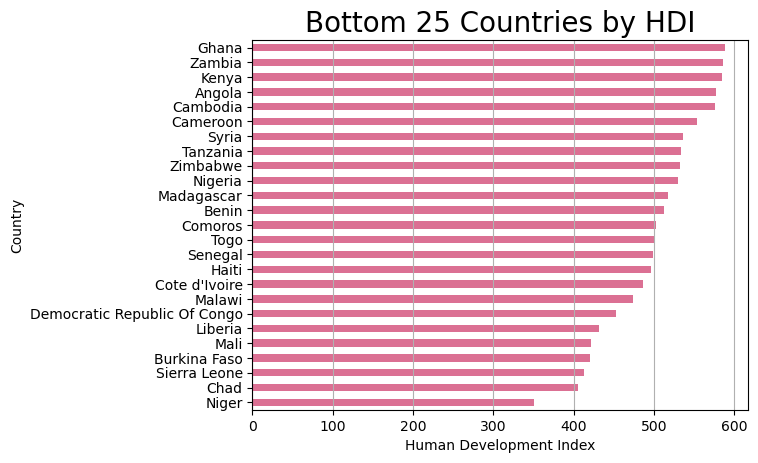 Bottom 25 Countries by HDI
Ghana
Zambia
Kenya
Angola
Cambodia
Cameroon
Syria
Tanzania
Zimbabwe
Nigeria
Madagascar
Benin
Comoros
Togo
Senegal
Haiti
Cote d'Ivoire
Malawi
Democratic Republic Of Congo
Liberia
Mali
Burkina Faso
Sierra Leone
Chad
Niger
Country
0 100 200 300 400 500 600
Human Development Index